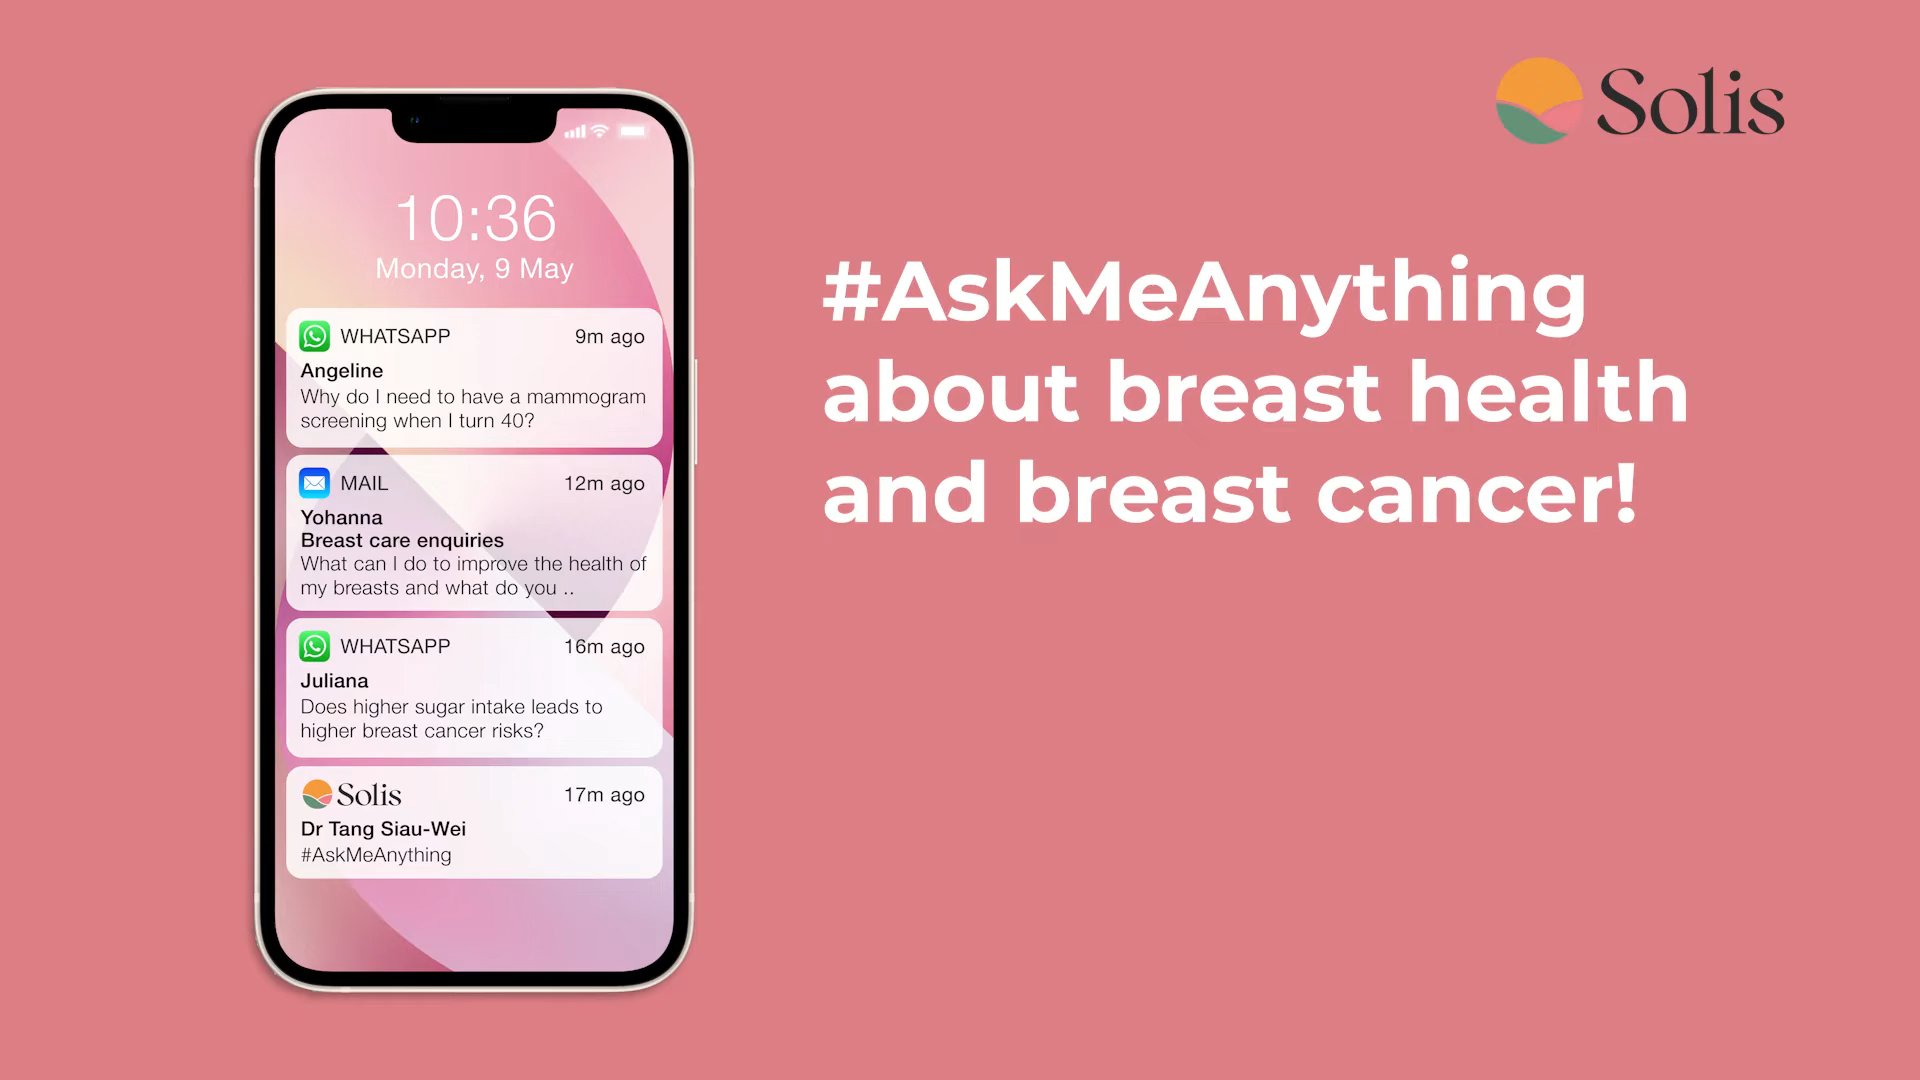 Solis
10:36
Monday, 9 May
WHATSAPP 9m ago
Angeline
Why do I need to have a mammogram
screening when I turn 40?
MAIL 12m ago
Yohanna
Breast care enquiries
What can I do to improve the health of
my breasts and what do you ..
WHATSAPP 16m ago
Juliana
Does higher sugar intake leads to
higher breast cancer risks?
Solis 17m ago
Dr Tang Siau-Wei
#AskMeAnything
#AskMeAnything
about breast health
and breast cancer!